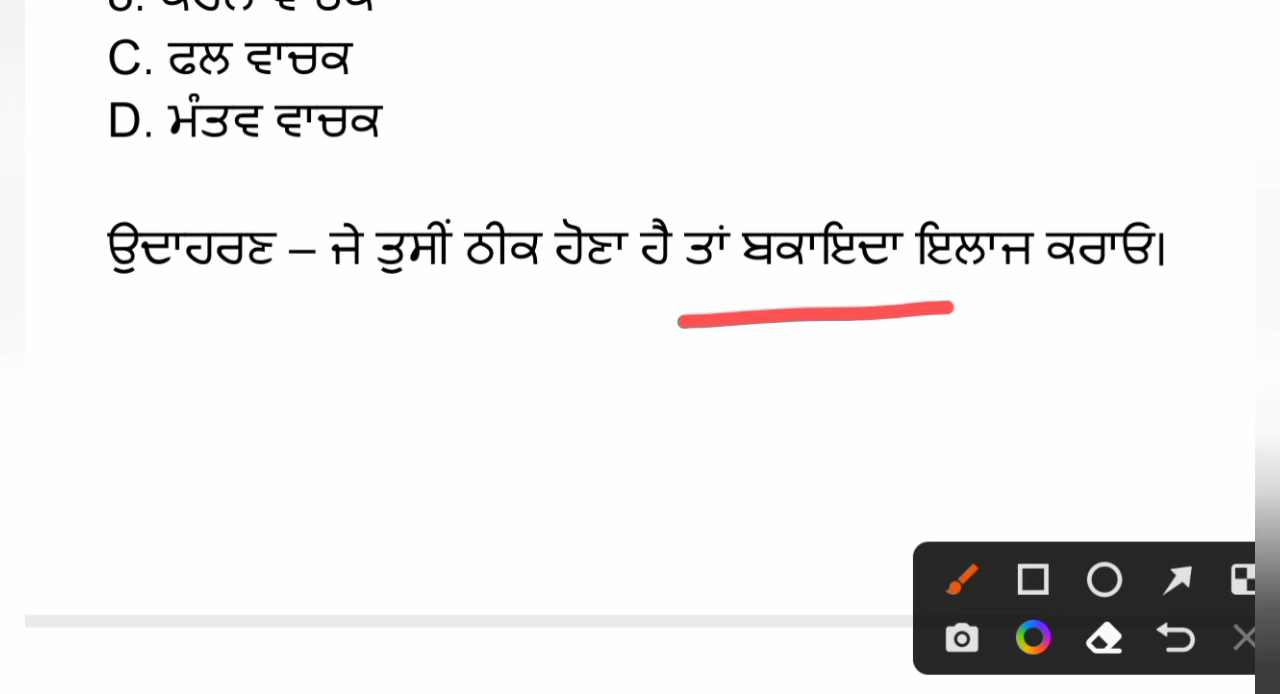 C. ਫਲ ਵਾਚਕ
D. ਮੰਤਵ ਵਾਚਕ
ਉਦਾਹਰਣ – ਜੇ ਤੁਸੀਂ ਠੀਕ ਹੋਣਾ ਹੈ ਤਾਂ ਬਕਾਇਦਾ ਇਲਾਜ ਕਰਾਓ।